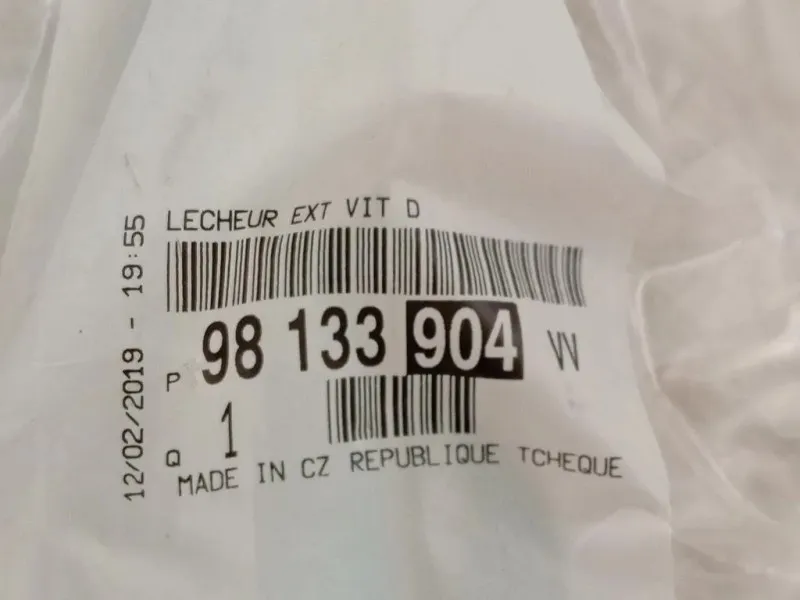 LECHEUR EXT VIT D
P 98 133 904 VV
Q 1
MADE IN CZ REPUBLIQUE TCHEQUE
12/02/2019 - 19:55